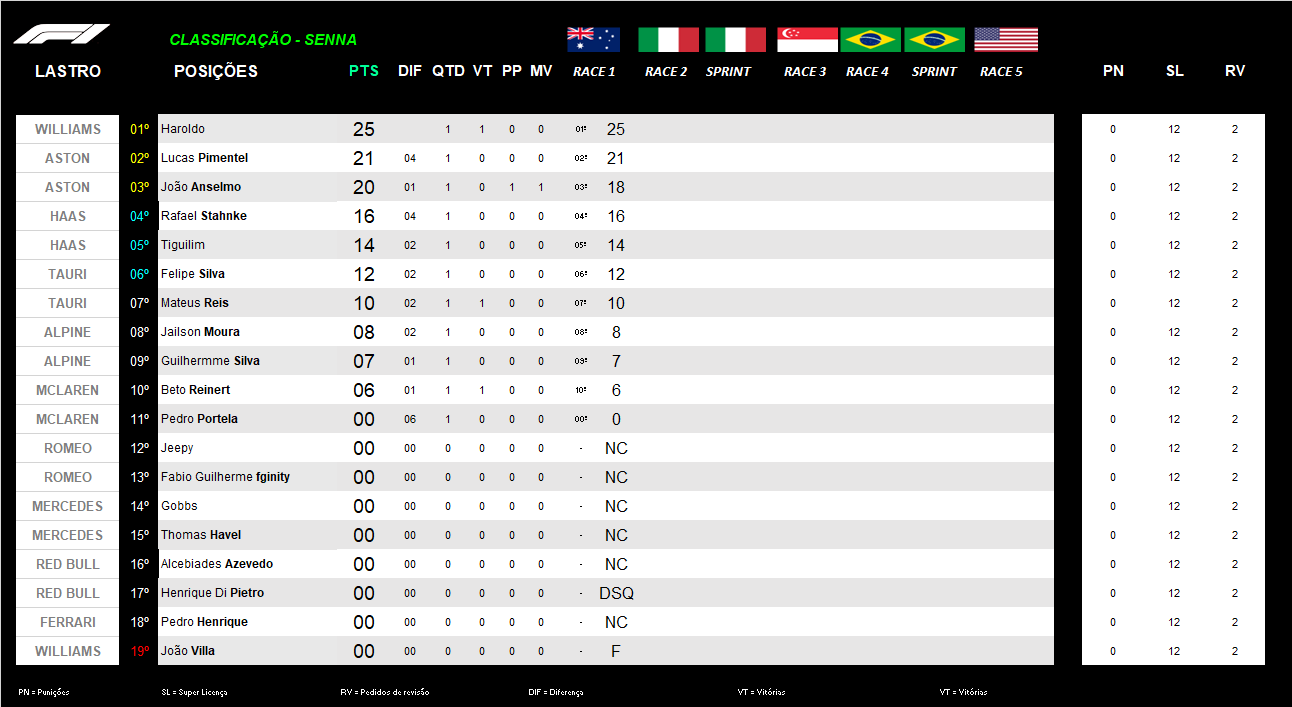 F1
CLASSIFICAÇÃO - SENNA
LASTRO POSIÇÕES PTS DIF QTD VT PP MV RACE 1 RACE 2 SPRINT RACE 3 RACE 4 SPRINT RACE 5 PN SL RV
WILLIAMS 01º Haroldo 25 1 1 0 0 01º 25 0 12 2
ASTON 02º Lucas Pimentel 21 04 1 0 0 0 02º 21 0 12 2
ASTON 03º João Anselmo 20 01 1 0 1 1 03º 18 0 12 2
HAAS 04º Rafael Stahnke 16 04 1 0 0 0 04º 16 0 12 2
HAAS 05º Tiguilim 14 02 1 0 0 0 05º 14 0 12 2
TAURI 06º Felipe Silva 12 02 1 0 0 0 06º 12 0 12 2
TAURI 07º Mateus Reis 10 02 1 1 0 0 07º 10 0 12 2
ALPINE 08º Jailson Moura 08 02 1 0 0 0 08º 8 0 12 2
ALPINE 09º Guilhermme Silva 07 01 1 0 0 0 09º 7 0 12 2
MCLAREN 10º Beto Reinert 06 01 1 1 0 0 10º 6 0 12 2
MCLAREN 11º Pedro Portela 00 06 1 0 0 0 00º 0 0 12 2
ROMEO 12º Jeepy 00 00 0 0 0 0 - NC 0 12 2
ROMEO 13º Fabio Guilherme fginity 00 00 0 0 0 0 - NC 0 12 2
MERCEDES 14º Gobbs 00 00 0 0 0 0 - NC 0 12 2
MERCEDES 15º Thomas Havel 00 00 0 0 0 0 - NC 0 12 2
RED BULL 16º Alcebiades Azevedo 00 00 0 0 0 0 - NC 0 12 2
RED BULL 17º Henrique Di Pietro 00 00 0 0 0 0 - DSQ 0 12 2
FERRARI 18º Pedro Henrique 00 00 0 0 0 0 - NC 0 12 2
WILLIAMS 19º João Villa 00 00 0 0 0 0 - F 0 12 2
PN = Punições SL = Super Licença RV = Pedidos de revisão DIF = Diferença VT = Vitórias VT = Vitórias